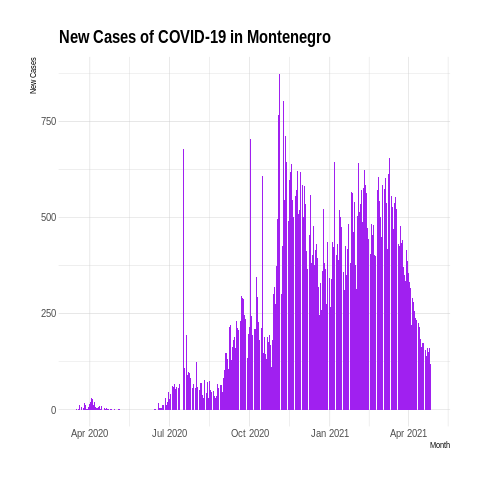 New Cases of COVID-19 in Montenegro
New Cases
750
500
250
0
Apr 2020 Jul 2020 Oct 2020 Jan 2021 Apr 2021
Month